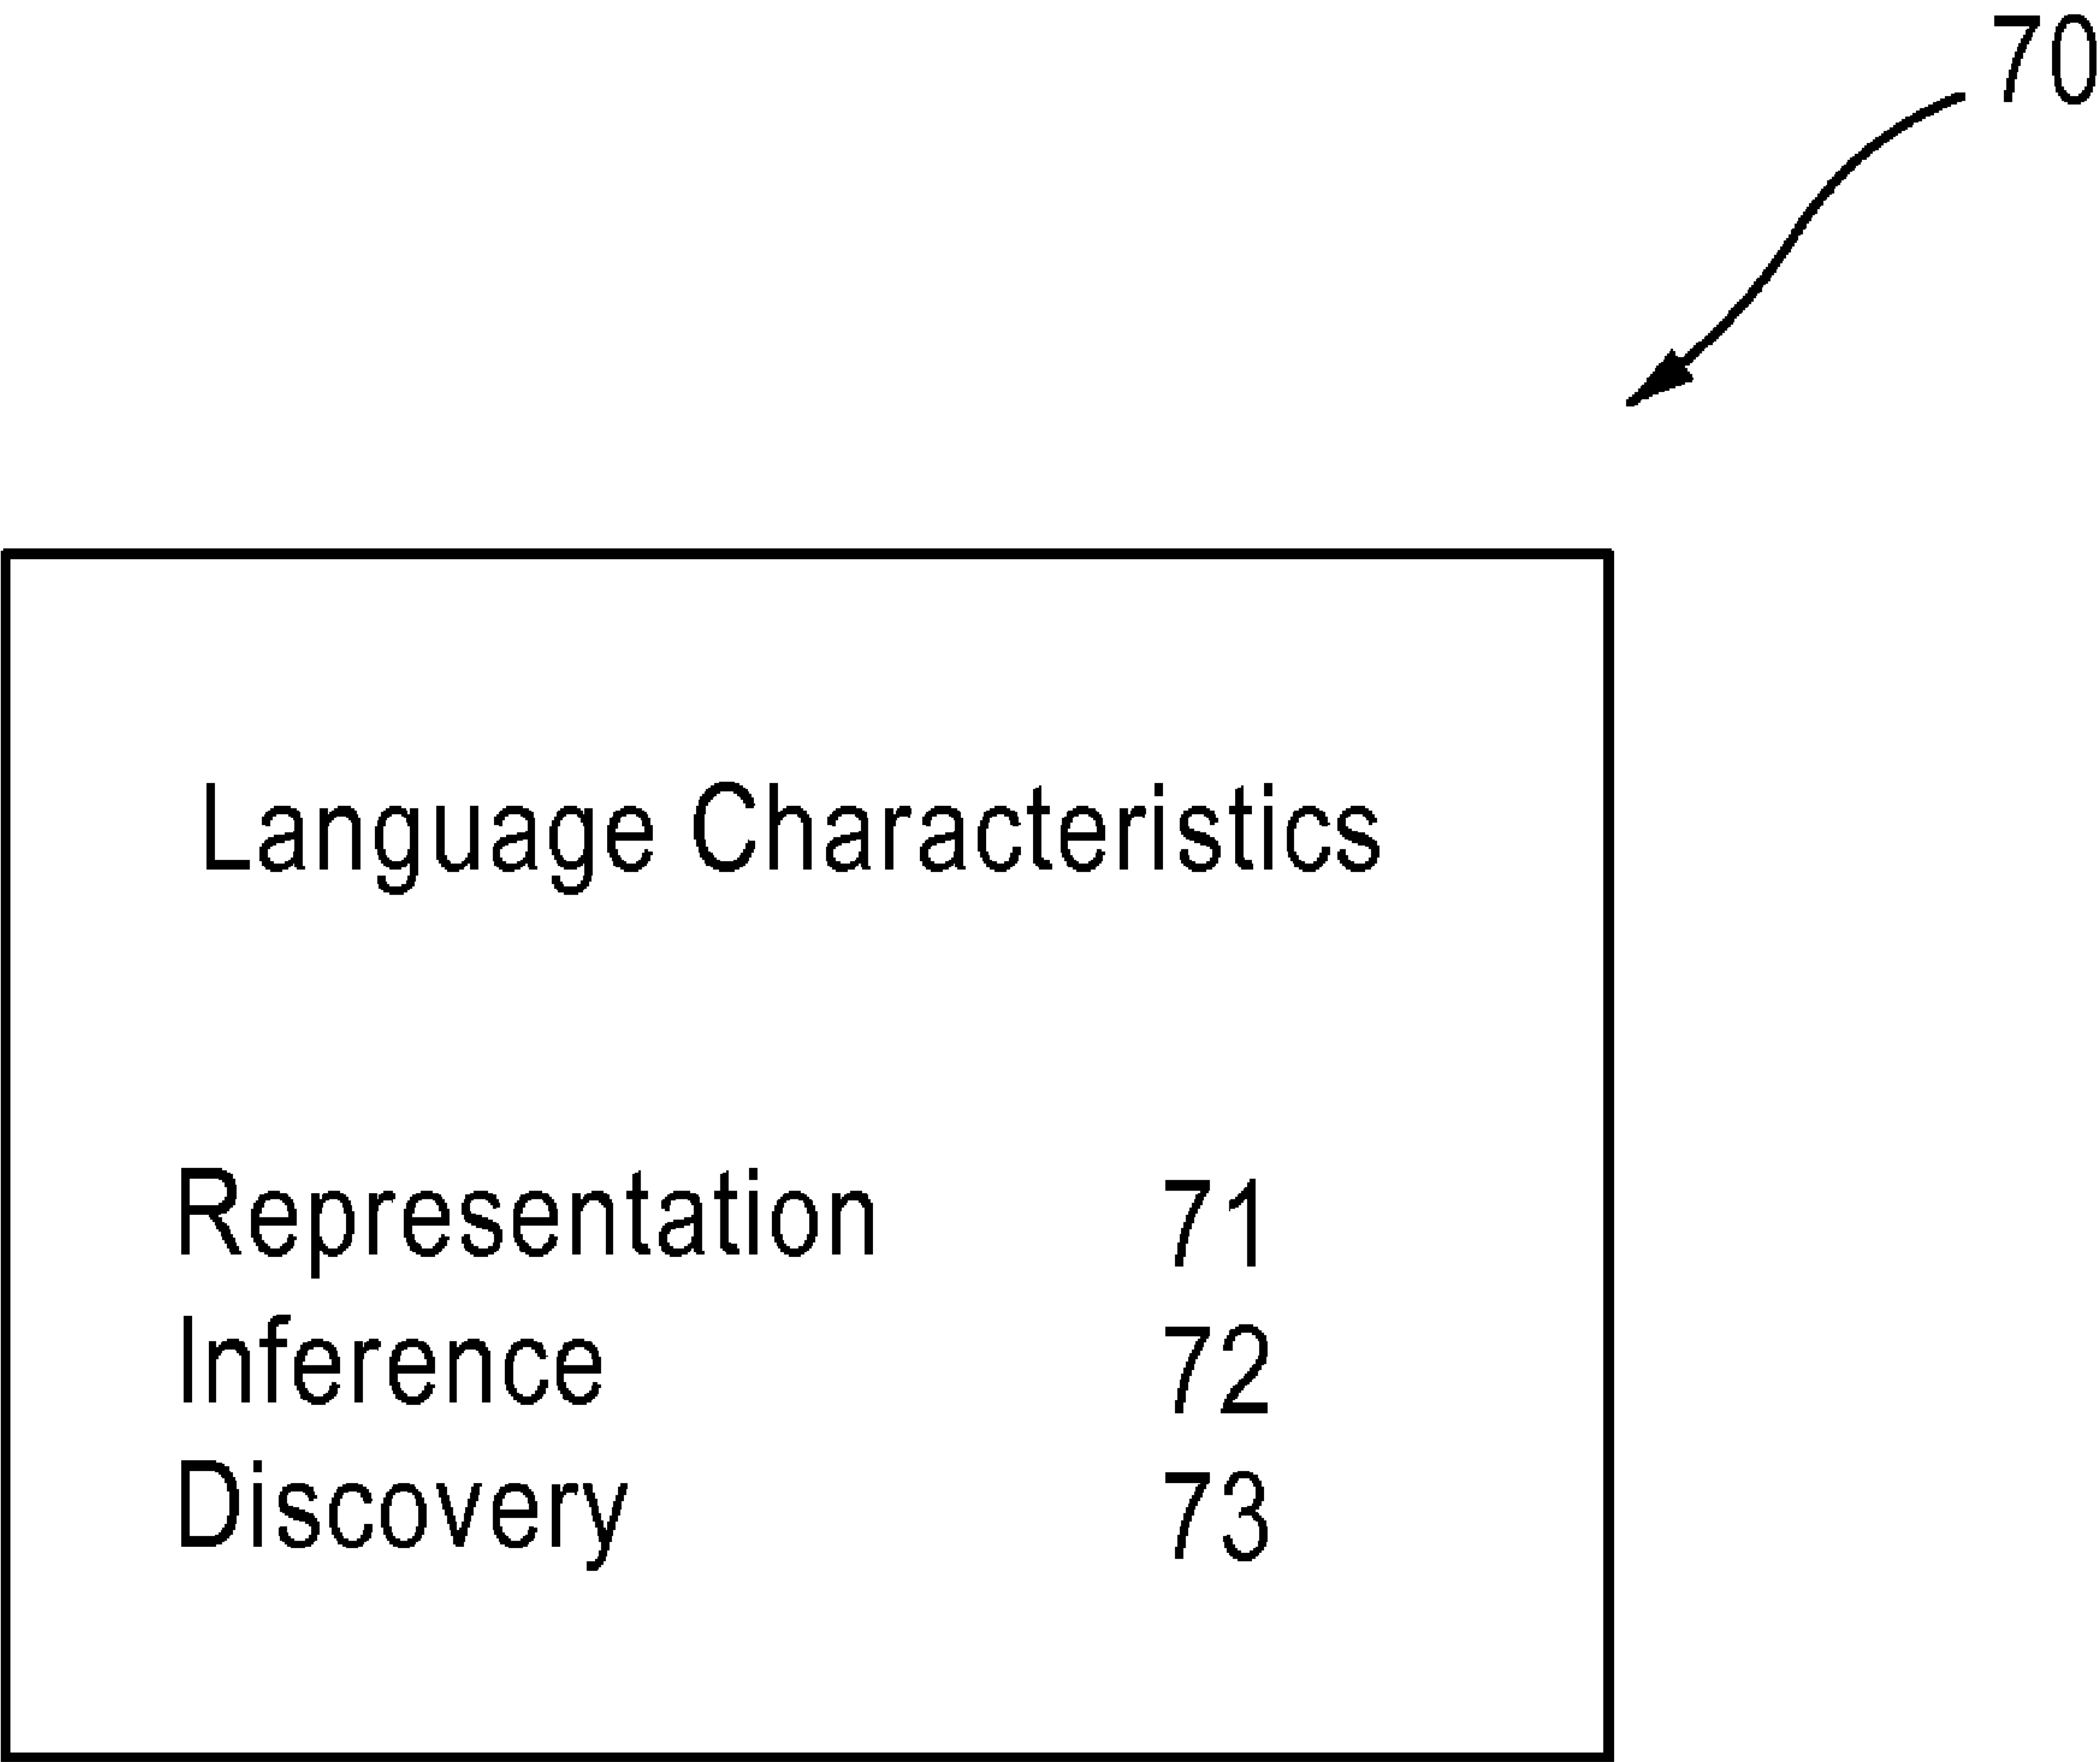 70
Language Characteristics
Representation 71
Inference 72
Discovery 73